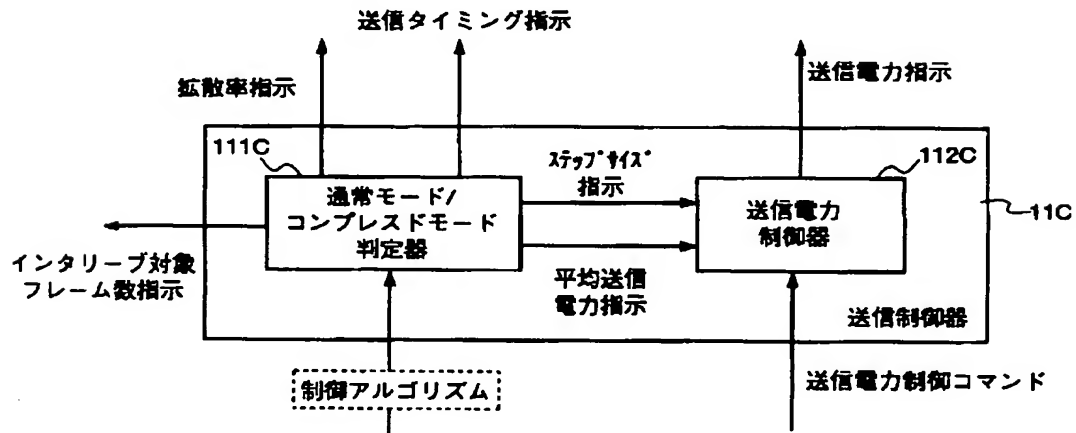 送信タイミング指示
拡散率指示
送信電力指示
111C
ステップサイズ
指示
112C
通常モード/
コンプレスドモード
判定器
送信電力
制御器
11C
インタリーブ対象
フレーム数指示
平均送信
電力指示
送信制御器
制御アルゴリズム
送信電力制御コマンド